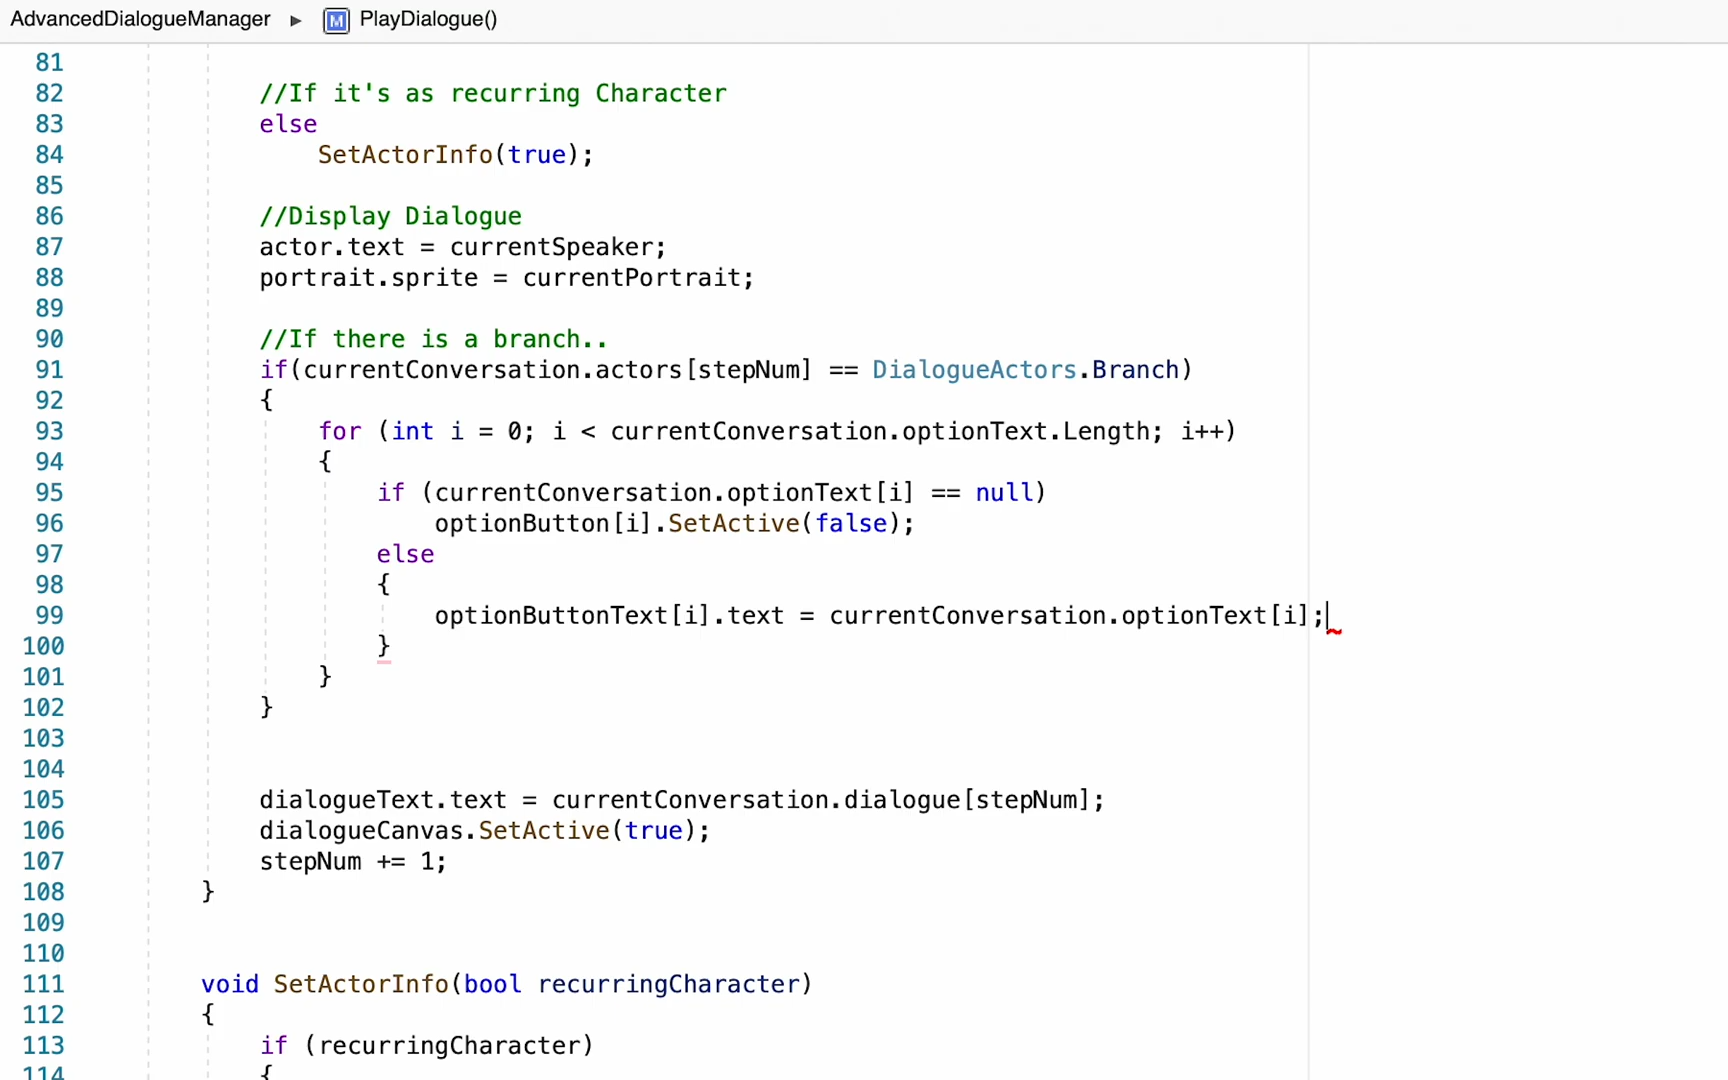 AdvancedDialogueManager ▸ M PlayDialogue()
81
82 //If it's as recurring Character
83 else
84 SetActorInfo(true);
85
86 //Display Dialogue
87 actor.text = currentSpeaker;
88 portrait.sprite = currentPortrait;
89
90 //If there is a branch..
91 if(currentConversation.actors[stepNum] == DialogueActors.Branch)
92 {
93 for (int i = 0; i < currentConversation.optionText.Length; i++)
94 {
95 if (currentConversation.optionText[i] == null)
96 optionButton[i].SetActive(false);
97 else
98 {
99 optionButtonText[i].text = currentConversation.optionText[i];
100 }
101 }
102 }
103
104
105 dialogueText.text = currentConversation.dialogue[stepNum];
106 dialogueCanvas.SetActive(true);
107 stepNum += 1;
108 }
109
110
111 void SetActorInfo(bool recurringCharacter)
112 {
113 if (recurringCharacter)
114 {